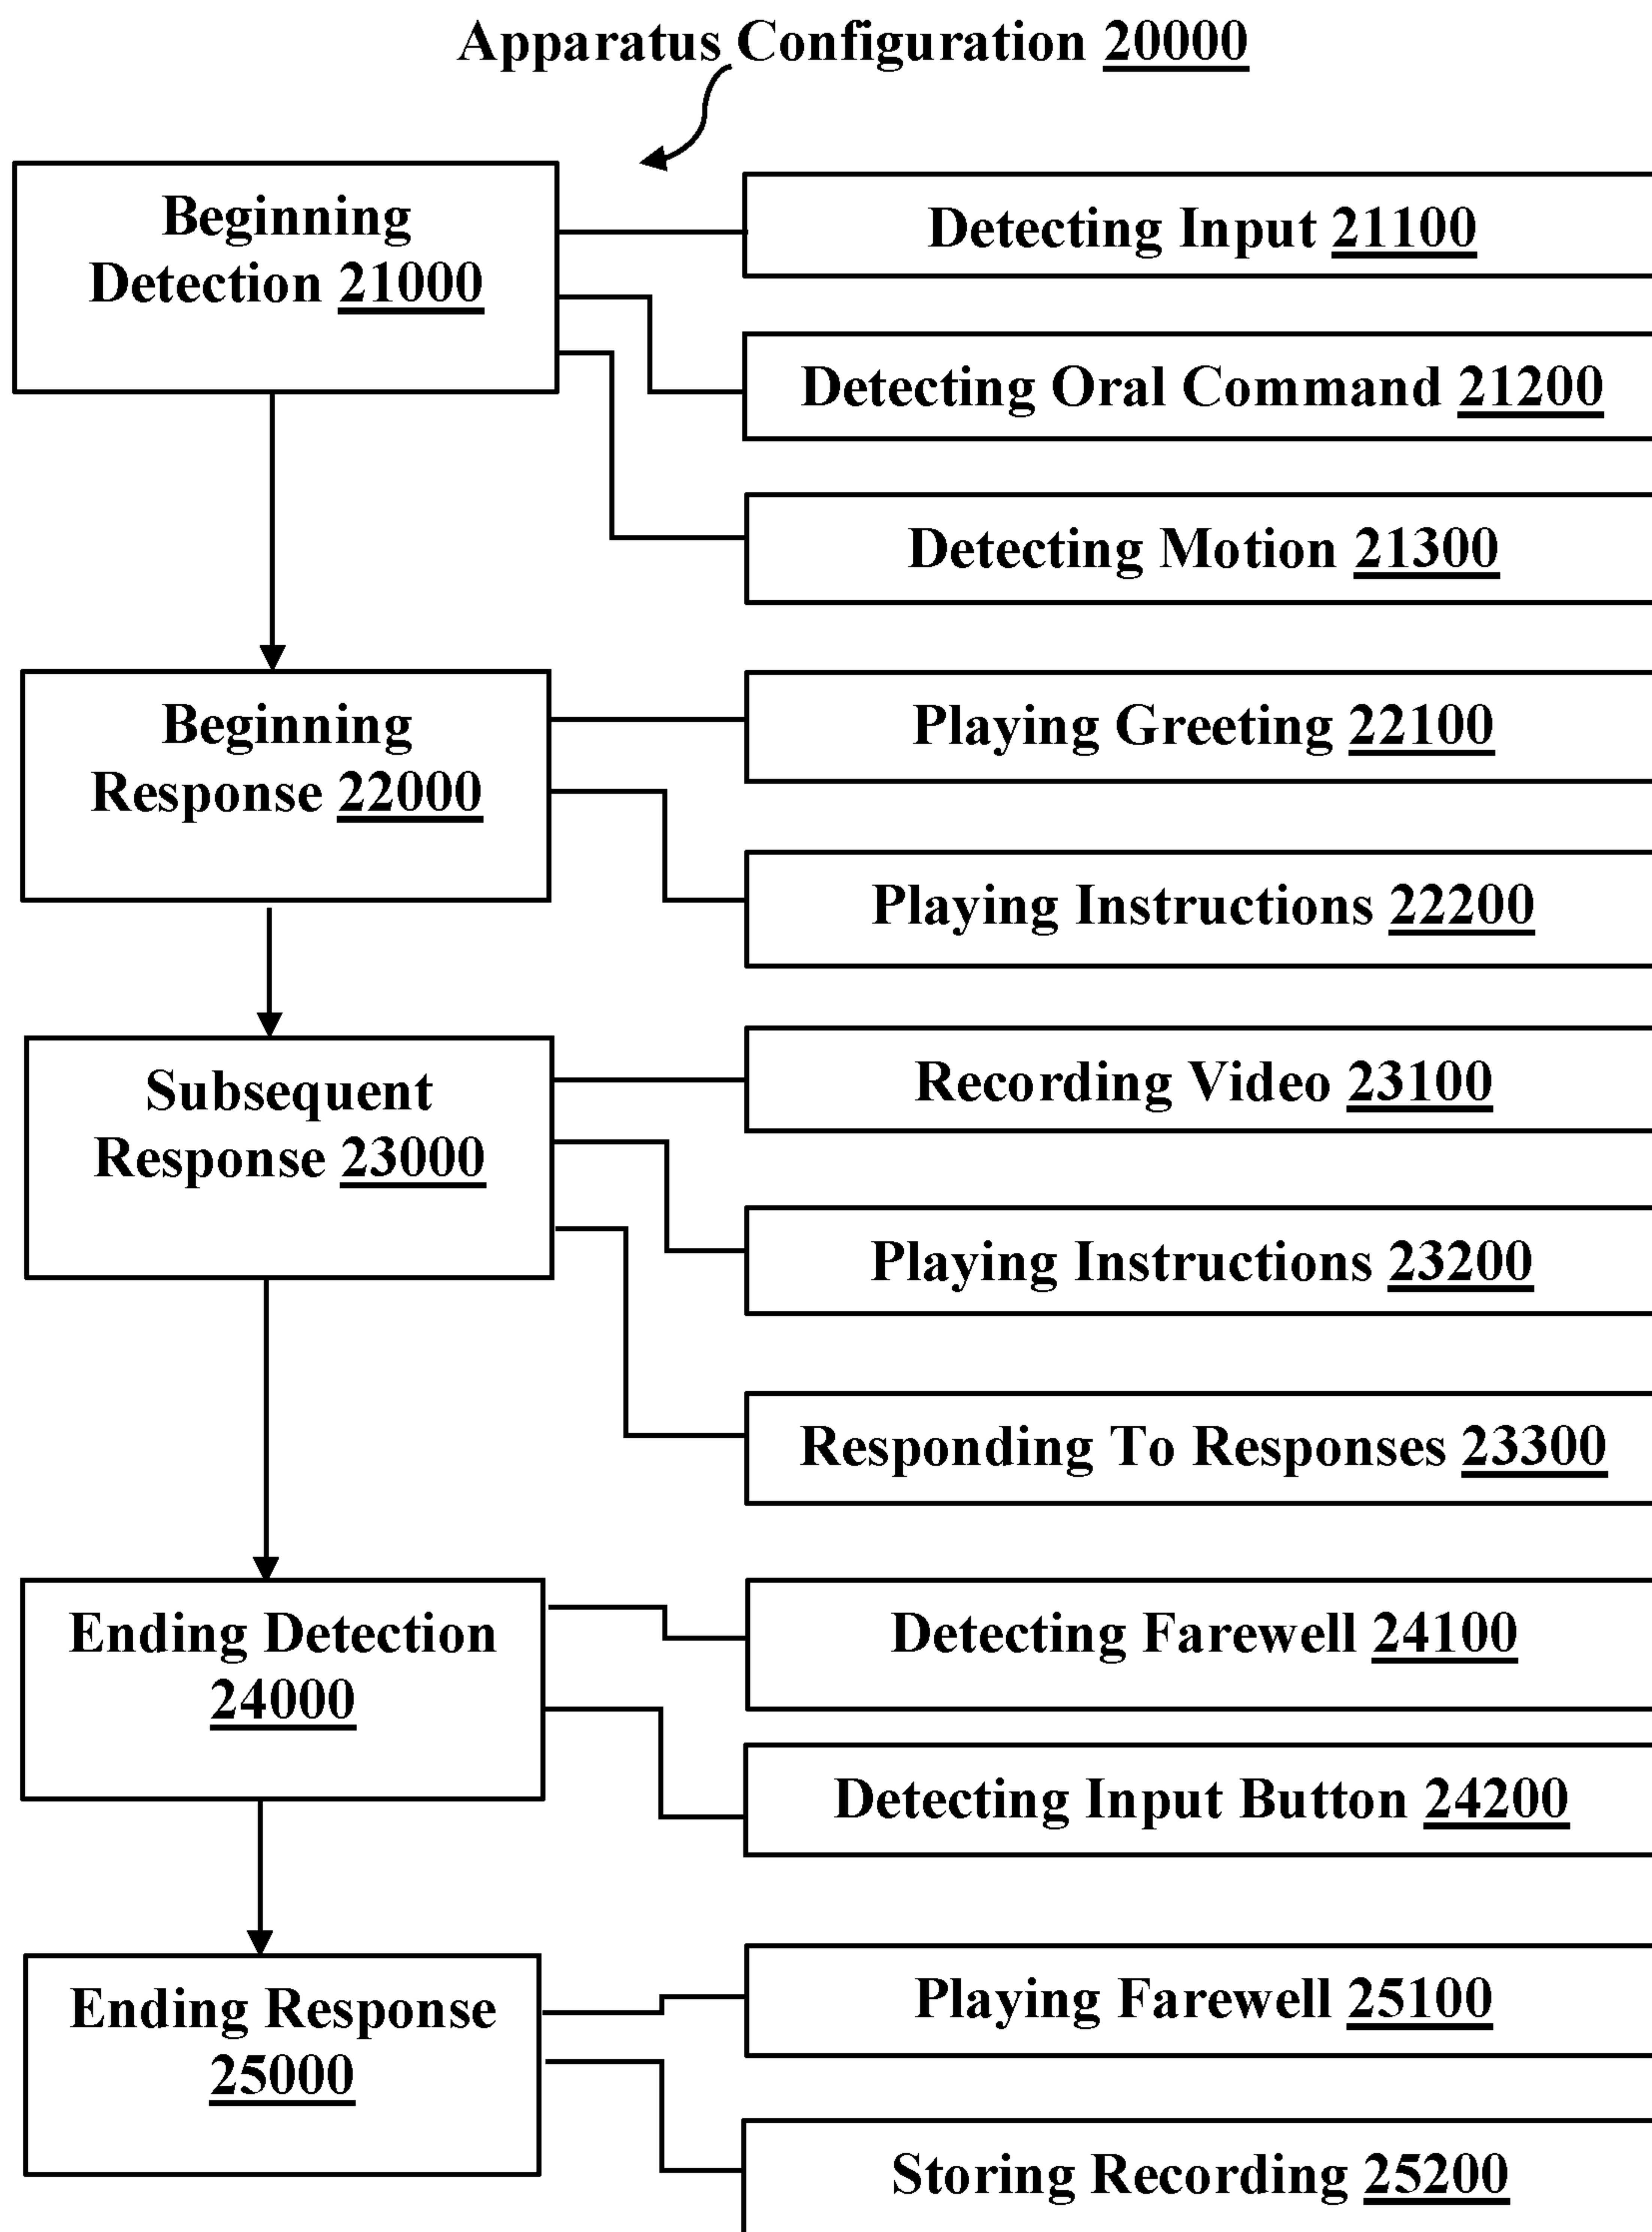 Apparatus Configuration 20000
Beginning
Detection 21000
Detecting Input 21100
Detecting Oral Command 21200
Detecting Motion 21300
Beginning
Response 22000
Playing Greeting 22100
Playing Instructions 22200
Subsequent
Response 23000
Recording Video 23100
Playing Instructions 23200
Responding To Responses 23300
Ending Detection
24000
Detecting Farewell 24100
Detecting Input Button 24200
Ending Response
25000
Playing Farewell 25100
Storing Recording 25200